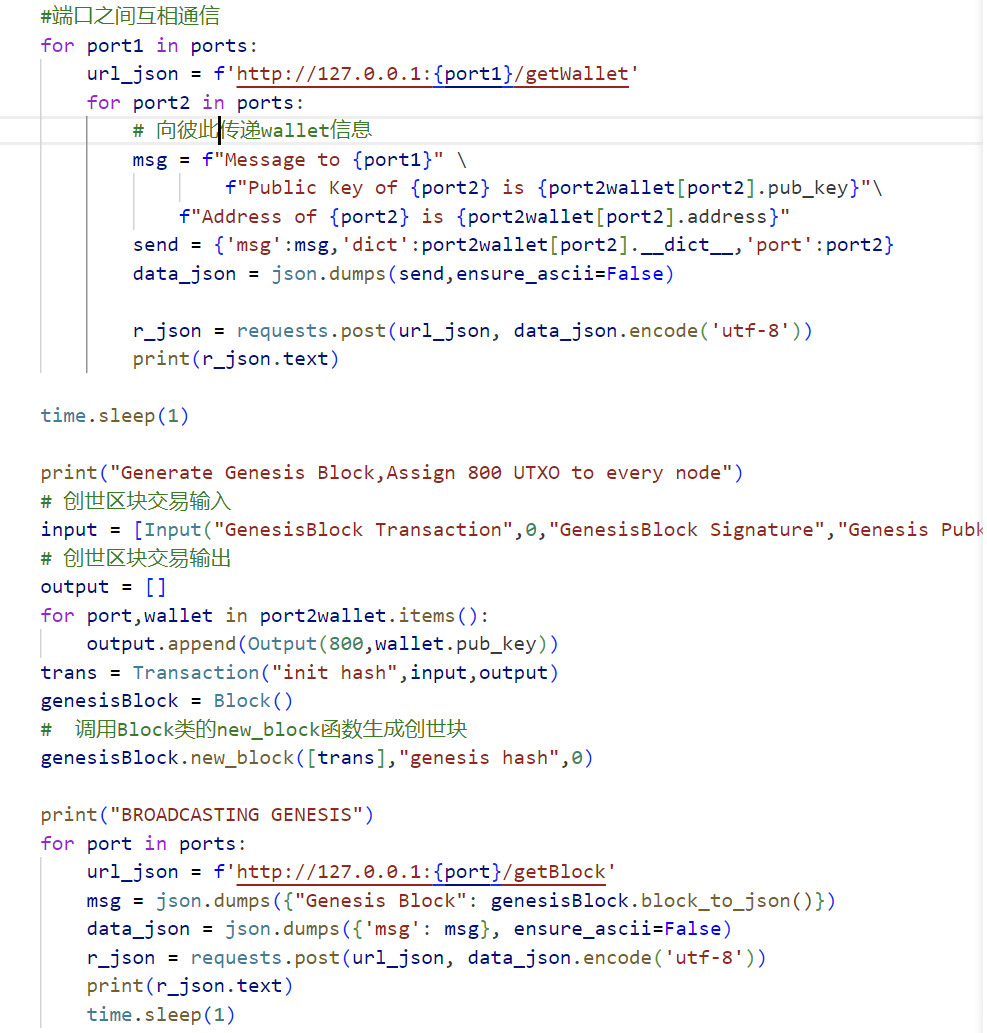 #端口之间互相通信
for port1 in ports:
    url_json = f'http://127.0.0.1:{port1}/getWallet'
    for port2 in ports:
        # 向彼此传递wallet信息
        msg = f"Message to {port1}" \
                f"Public Key of {port2} is {port2wallet[port2].pub_key}"\
            f"Address of {port2} is {port2wallet[port2].address}"
        send = {'msg':msg,'dict':port2wallet[port2].__dict__,'port':port2}
        data_json = json.dumps(send,ensure_ascii=False)
        r_json = requests.post(url_json, data_json.encode('utf-8'))
        print(r_json.text)
time.sleep(1)
print("Generate Genesis Block,Assign 800 UTXO to every node")
# 创世区块交易输入
input = [Input("GenesisBlock Transaction",0,"GenesisBlock Signature","Genesis Pubk
# 创世区块交易输出
output = []
for port,wallet in port2wallet.items():
    output.append(Output(800,wallet.pub_key))
trans = Transaction("init hash",input,output)
genesisBlock = Block()
#  调用Block类的new_block函数生成创世块
genesisBlock.new_block([trans],"genesis hash",0)
print("BROADCASTING GENESIS")
for port in ports:
    url_json = f'http://127.0.0.1:{port}/getBlock'
    msg = json.dumps({"Genesis Block": genesisBlock.block_to_json()})
    data_json = json.dumps({'msg': msg}, ensure_ascii=False)
    r_json = requests.post(url_json, data_json.encode('utf-8'))
    print(r_json.text)
    time.sleep(1)